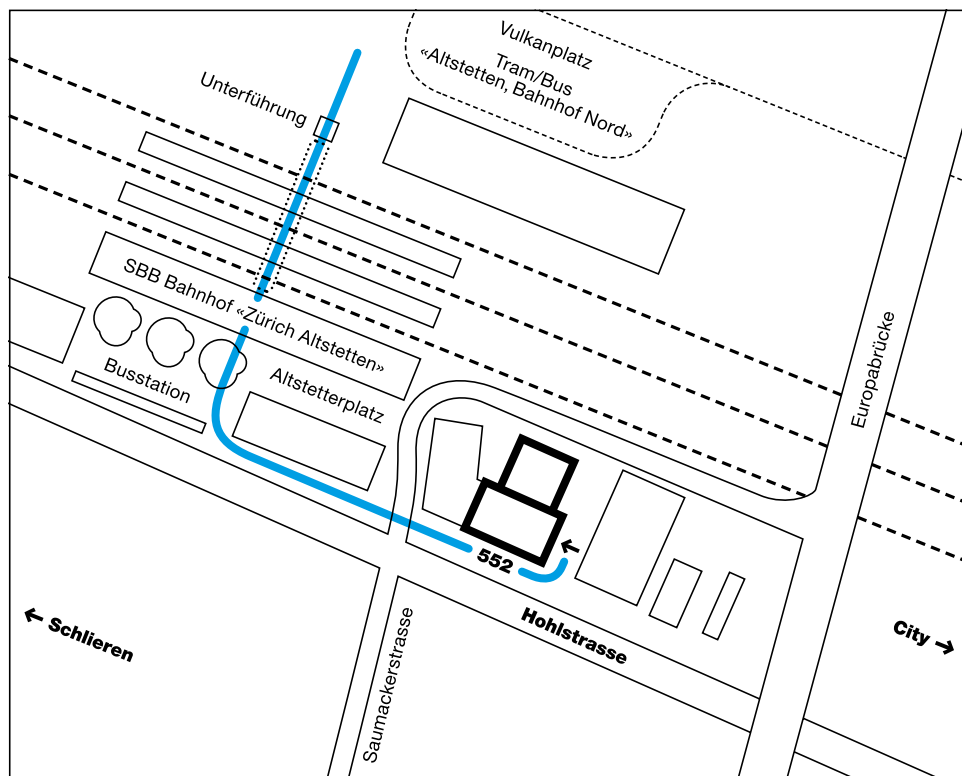 Vulkanplatz
Tram/Bus
«Altstetten, Bahnhof Nord»
Unterführung
SBB Bahnhof «Zürich Altstetten»
Busstation
Altstetterplatz
Europabrücke
552
Hohlstrasse
← Schlieren
City →
Saumackerstrasse